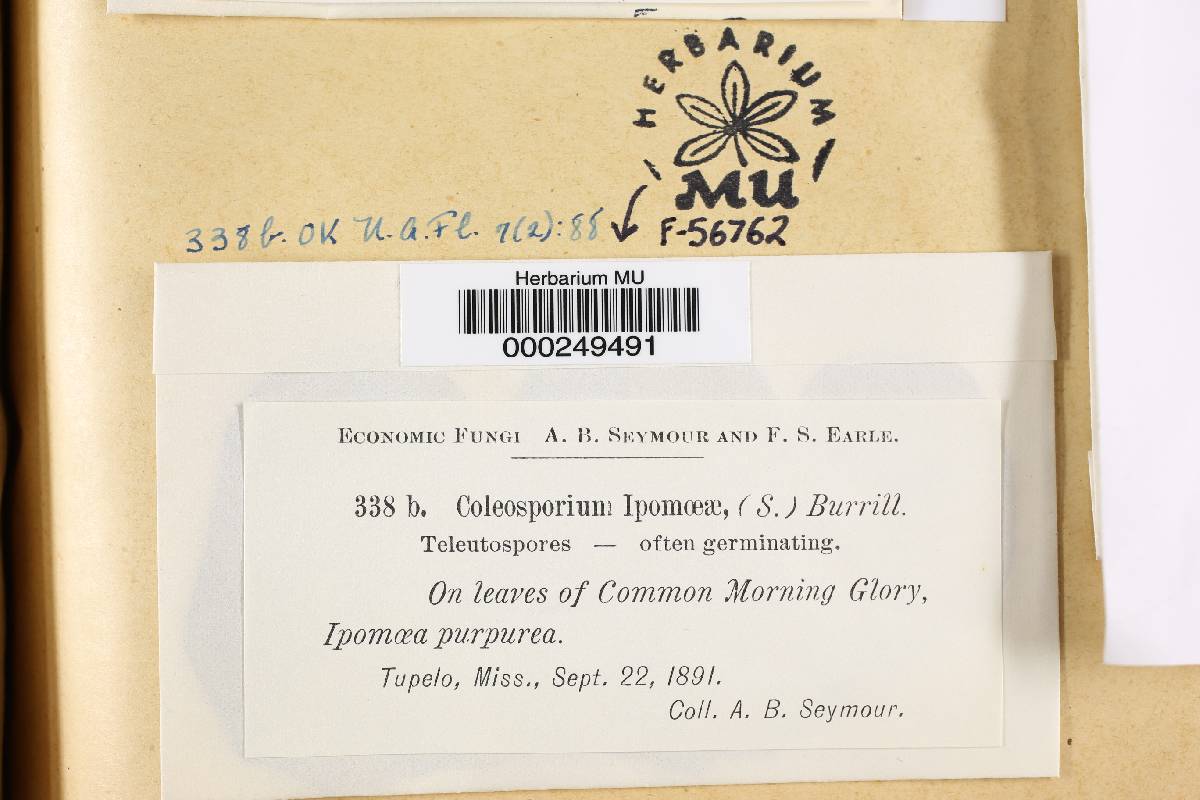 HERBARIUM
MU
F-56762
338b. OK N.A.Fl. 7(2):88
Herbarium MU
000249491
ECONOMIC FUNGI A. B. SEYMOUR AND F. S. EARLE.
338 b. Coleosporium Ipomœæ, (S.) Burrill.
Teleutospores — often germinating.
On leaves of Common Morning Glory,
Ipomœa purpurea.
Tupelo, Miss., Sept. 22, 1891.
Coll. A. B. Seymour.